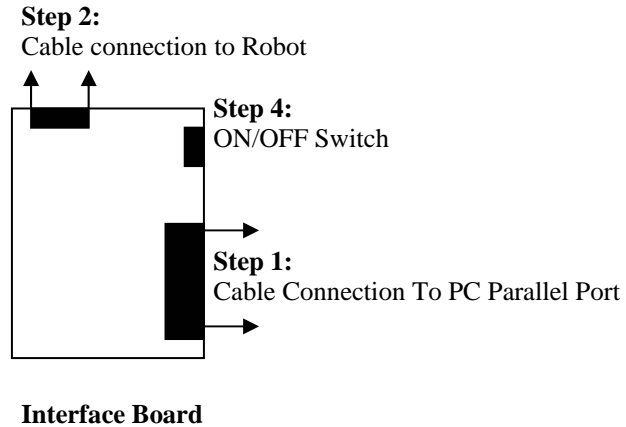 Step 2:
Cable connection to Robot
Step 4:
ON/OFF Switch
Step 1:
Cable Connection To PC Parallel Port
Interface Board